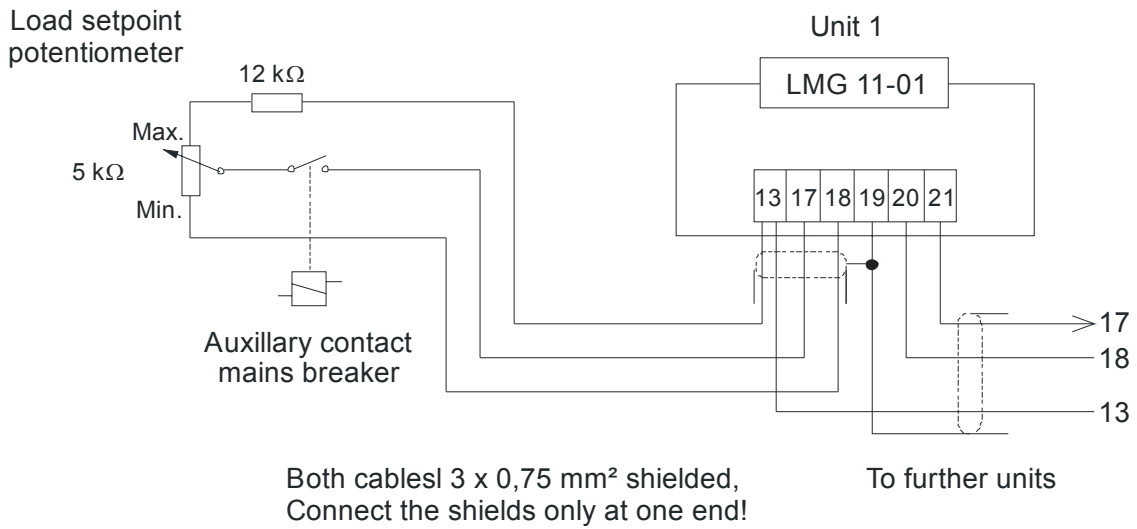 Load setpoint
potentiometer
Unit 1
12 kΩ
LMG 11-01
Max.
5 kΩ
Min.
13 17 18 19 20 21
Auxillary contact
mains breaker
17
18
13
Both cablesl 3 x 0,75 mm² shielded,
Connect the shields only at one end!
To further units